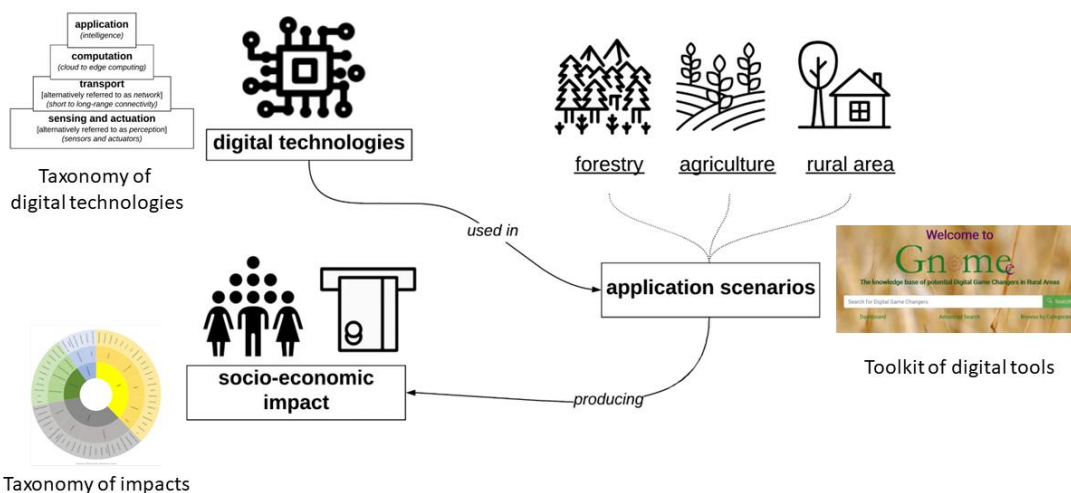 application
(intelligence)
computation
(cloud to edge computing)
transport
[alternatively referred to as network]
(short to long-range connectivity)
sensing and actuation
[alternatively referred to as perception]
(sensors and actuators)
Taxonomy of
digital technologies
digital technologies
forestry
agriculture
rural area
used in
application scenarios
Welcome to
Gnomee
The knowledge base of potential Digital Game Changers in Rural Areas
Search for Digital Game Changers
Search
Dashboard
Advanced Search
Browse by Categories
Toolkit of digital tools
socio-economic
impact
producing
Taxonomy of impacts